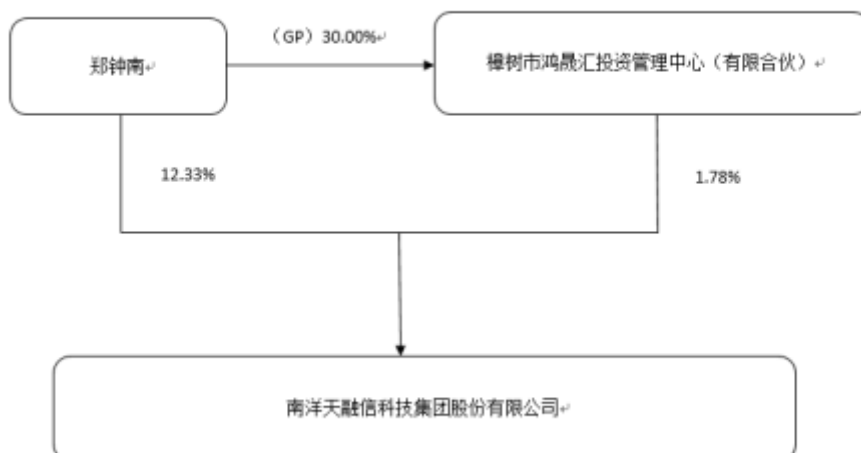 （GP）30.00%
郑钟南
樟树市鸿晟汇投资管理中心（有限合伙）
12.33%
1.78%
南洋天融信科技集团股份有限公司